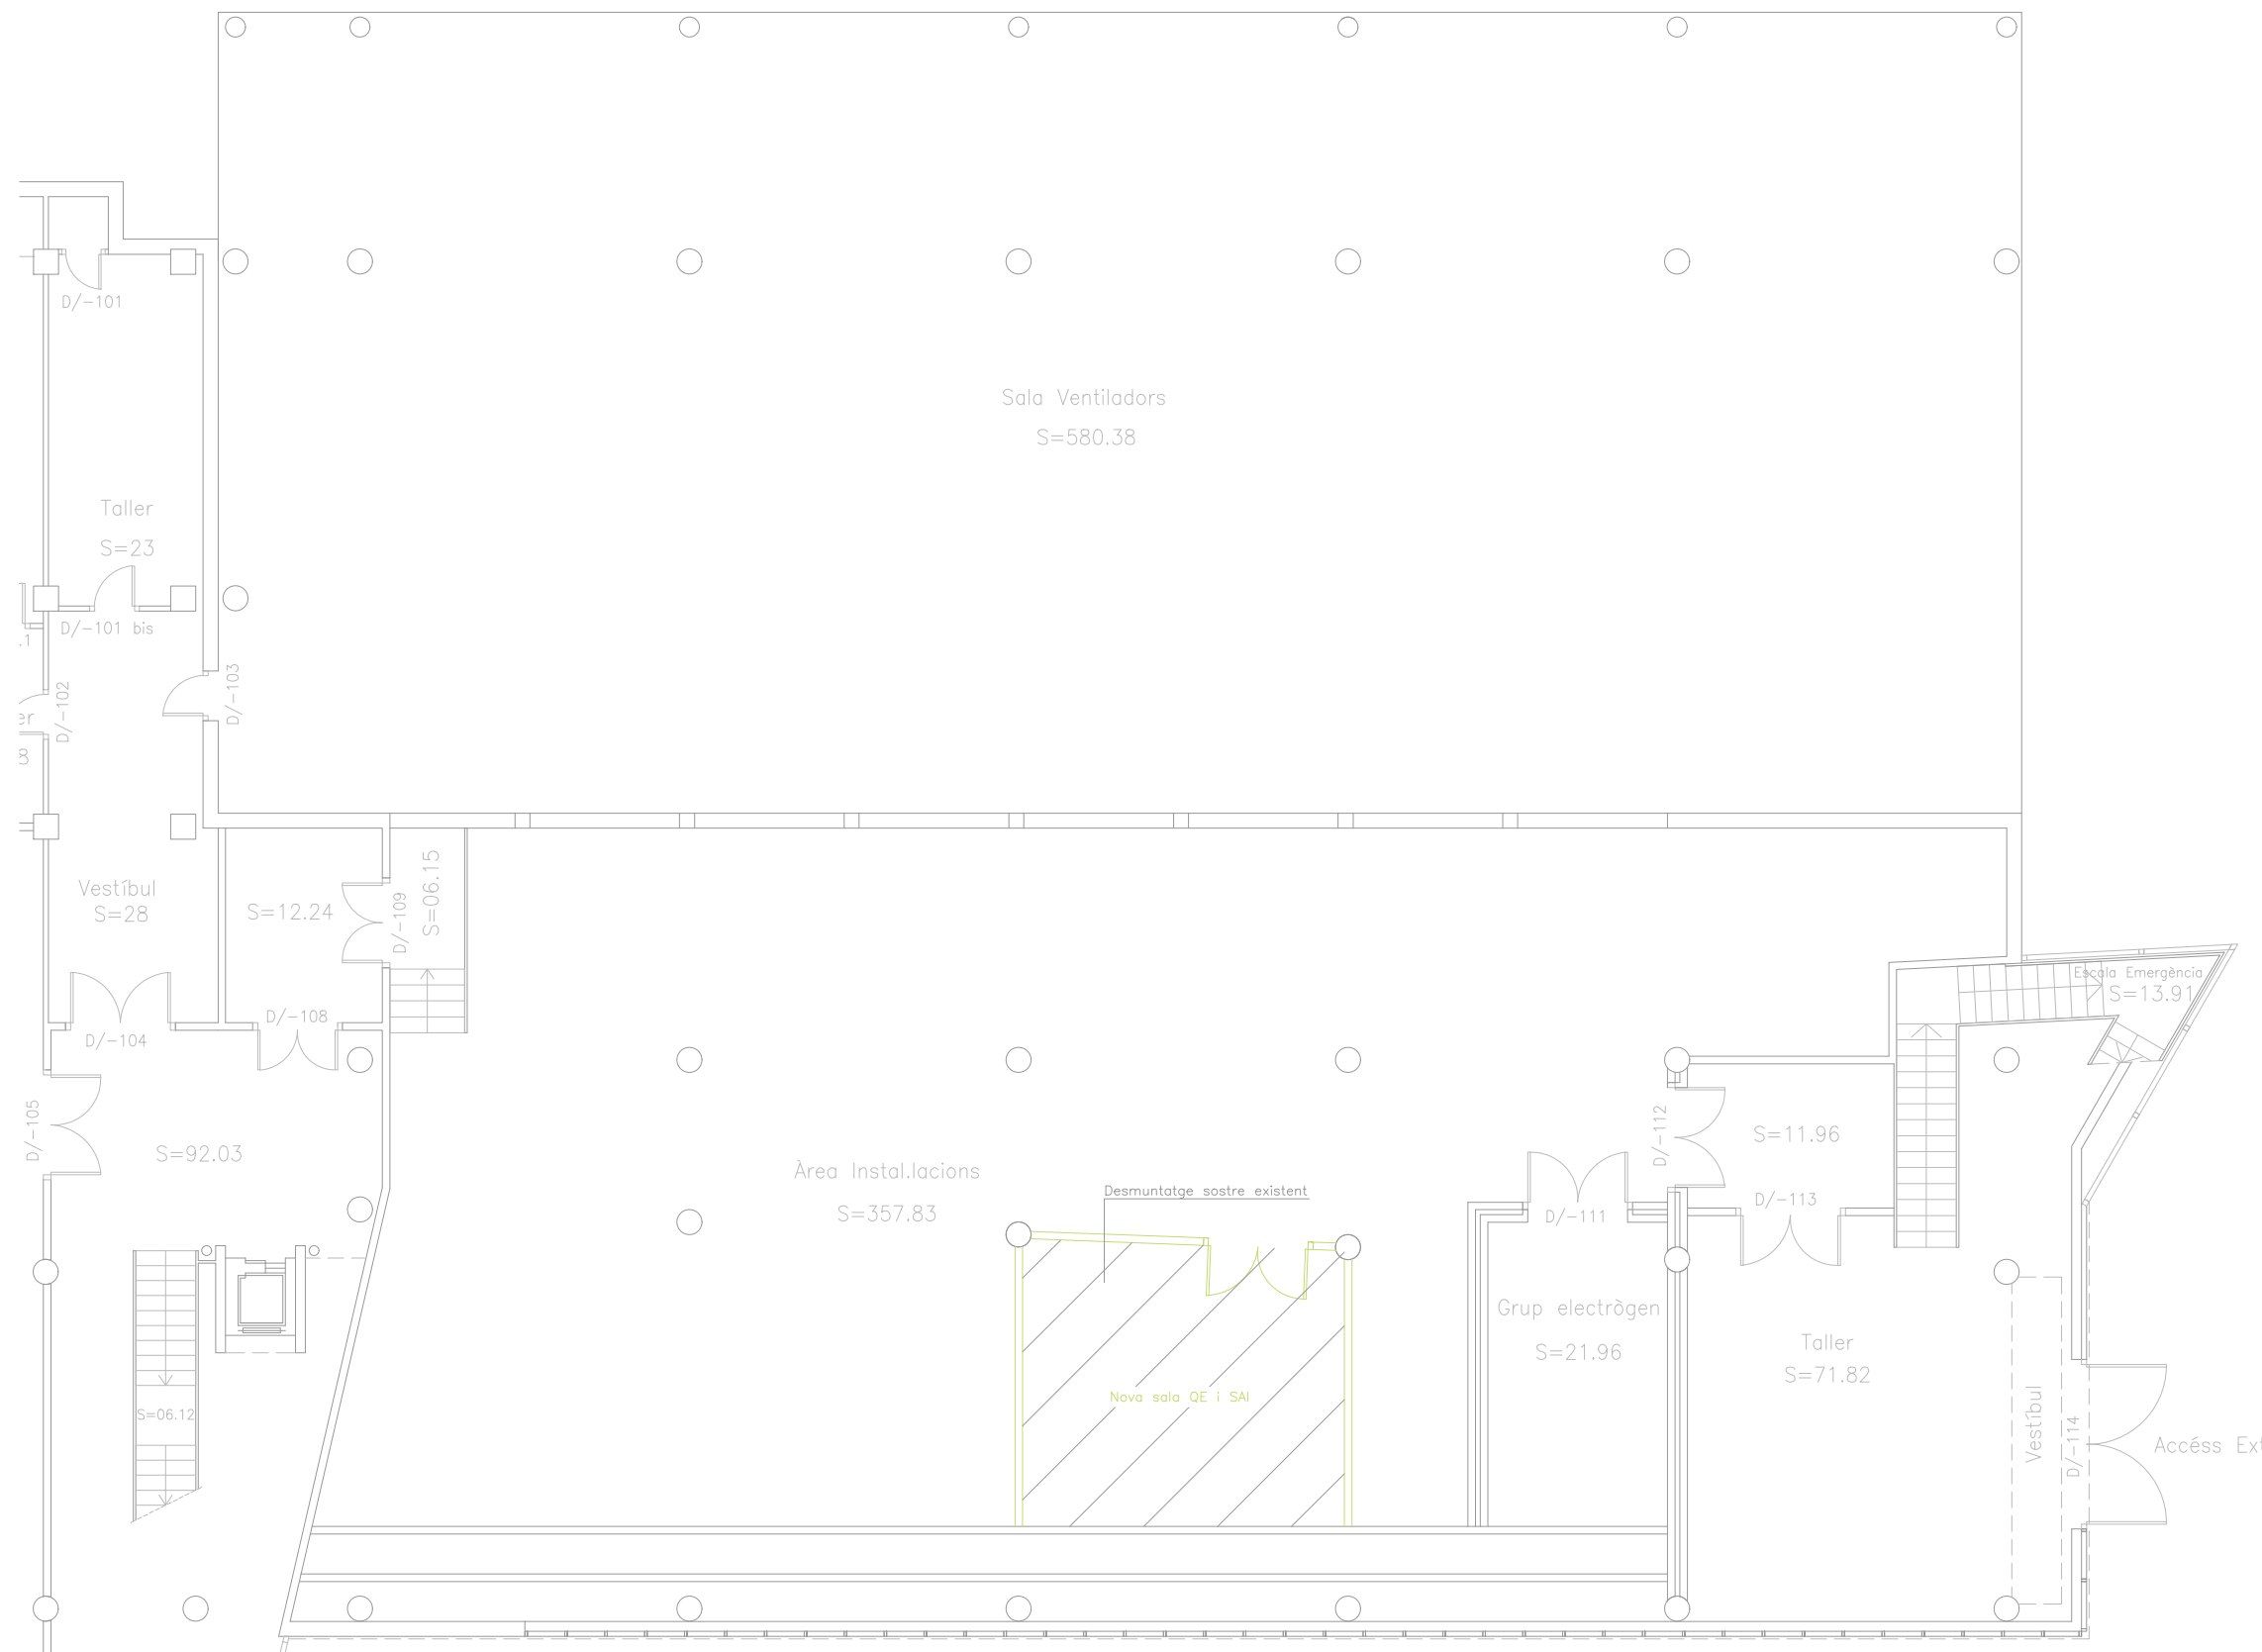 D/-101
Sala Ventiladors
S=580.38
Taller
S=23
D/-101 bis
D/-103
D/-102
S=06.15
Vestíbul
S=28
S=12.24
D/-109
D/-108
D/-104
Escala Emergència
S=13.91
D/-105
S=92.03
Àrea Instal.lacions
S=357.83
Desmuntatge sostre existent
D/-112
S=11.96
D/-111
D/-113
Grup electrògen
S=21.96
Taller
S=71.82
Nova sala QE i SAI
S=06.12
Vestíbul
D/-114
Accéss